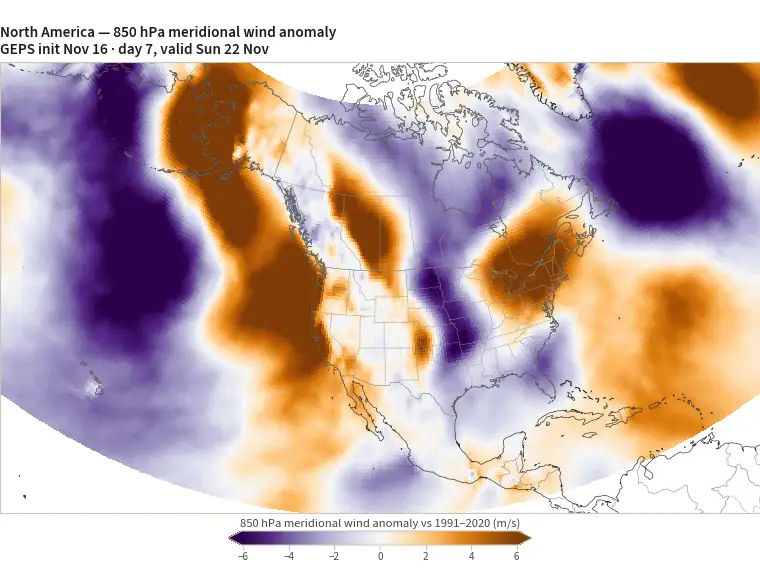 North America — 850 hPa meridional wind anomaly
GEPS init Nov 16 · day 7, valid Sun 22 Nov
850 hPa meridional wind anomaly vs 1991–2020 (m/s)
−6 −4 −2 0 2 4 6